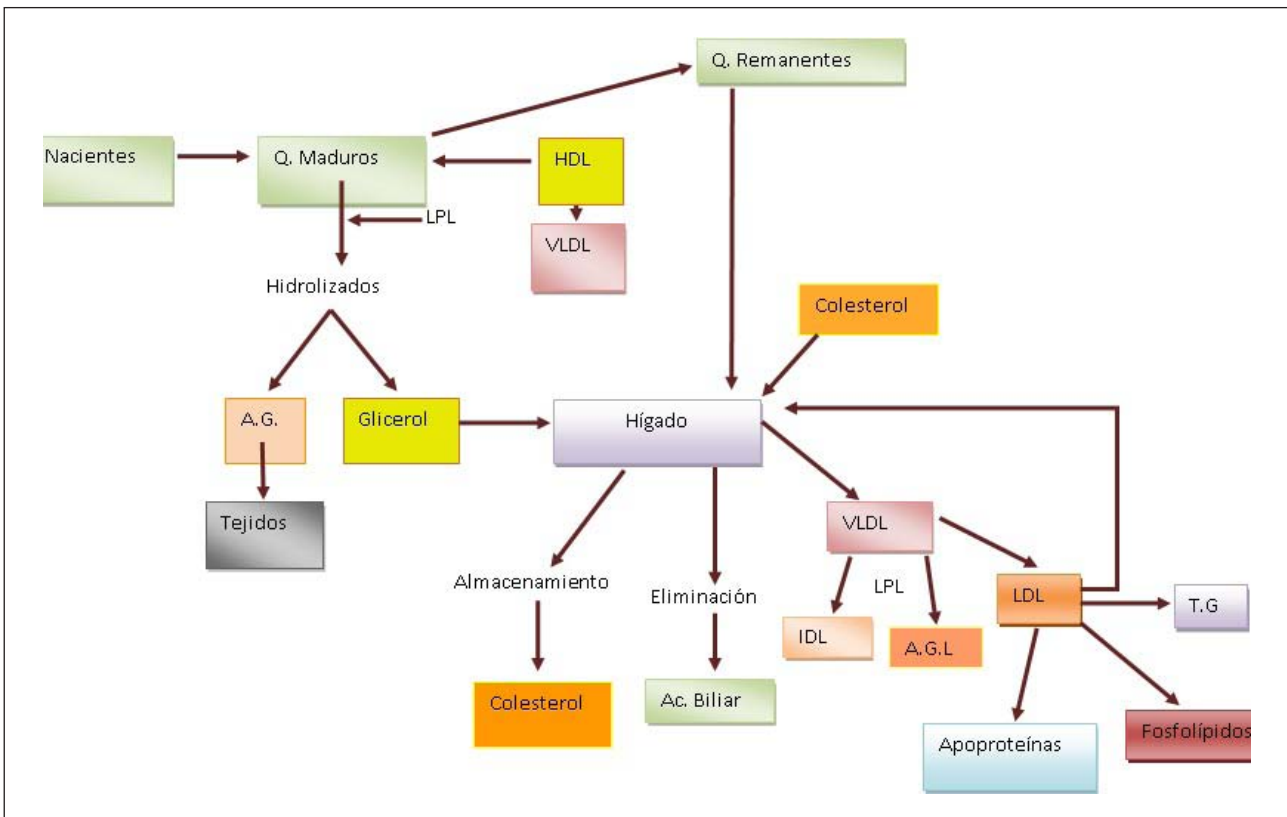 Q. Remanentes
Nacientes
Q. Maduros
HDL
LPL
VLDL
Hidrolizados
Colesterol
A.G.
Glicerol
Hígado
Tejidos
VLDL
Almacenamiento
Eliminación
LPL
LDL
T.G
IDL
A.G.L
Colesterol
Ac. Biliar
Apoproteínas
Fosfolípidos